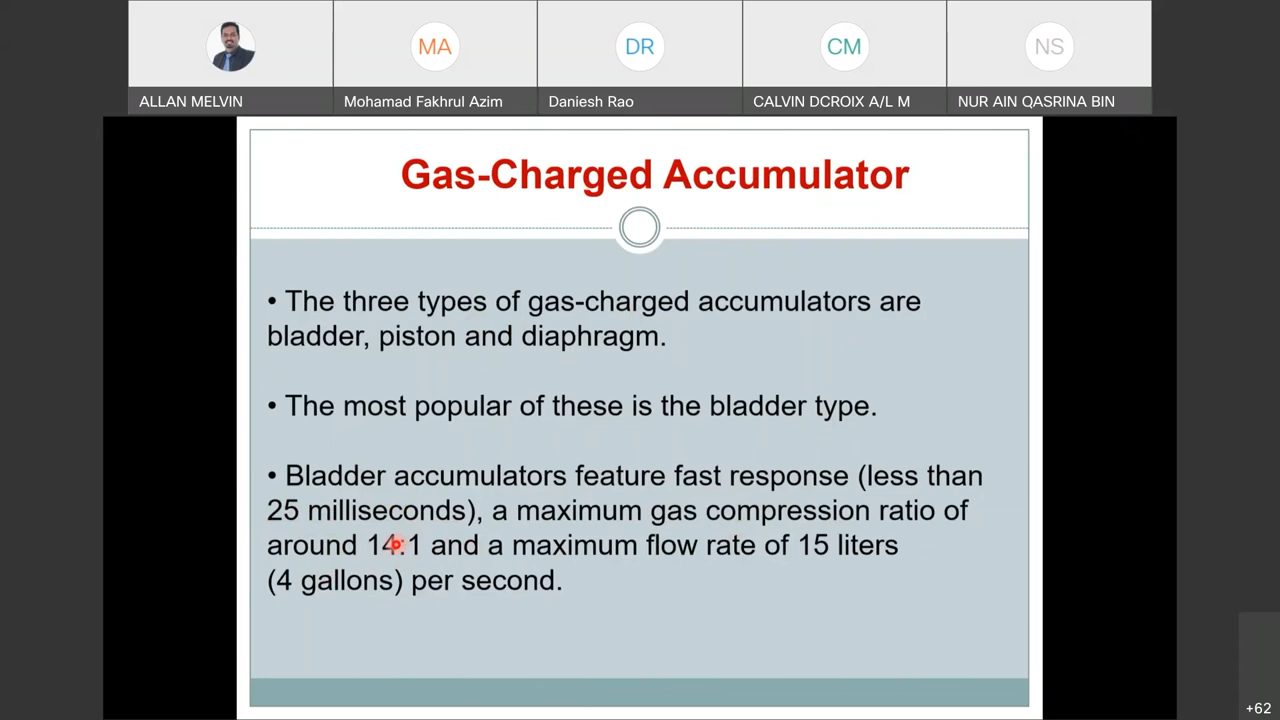 MA
DR
CM
NS
ALLAN MELVIN
Mohamad Fakhrul Azim
Daniesh Rao
CALVIN DCROIX A/L M
NUR AIN QASRINA BIN
Gas-Charged Accumulator
• The three types of gas-charged accumulators are
bladder, piston and diaphragm.
• The most popular of these is the bladder type.
• Bladder accumulators feature fast response (less than
25 milliseconds), a maximum gas compression ratio of
around 14:1 and a maximum flow rate of 15 liters
(4 gallons) per second.
+62